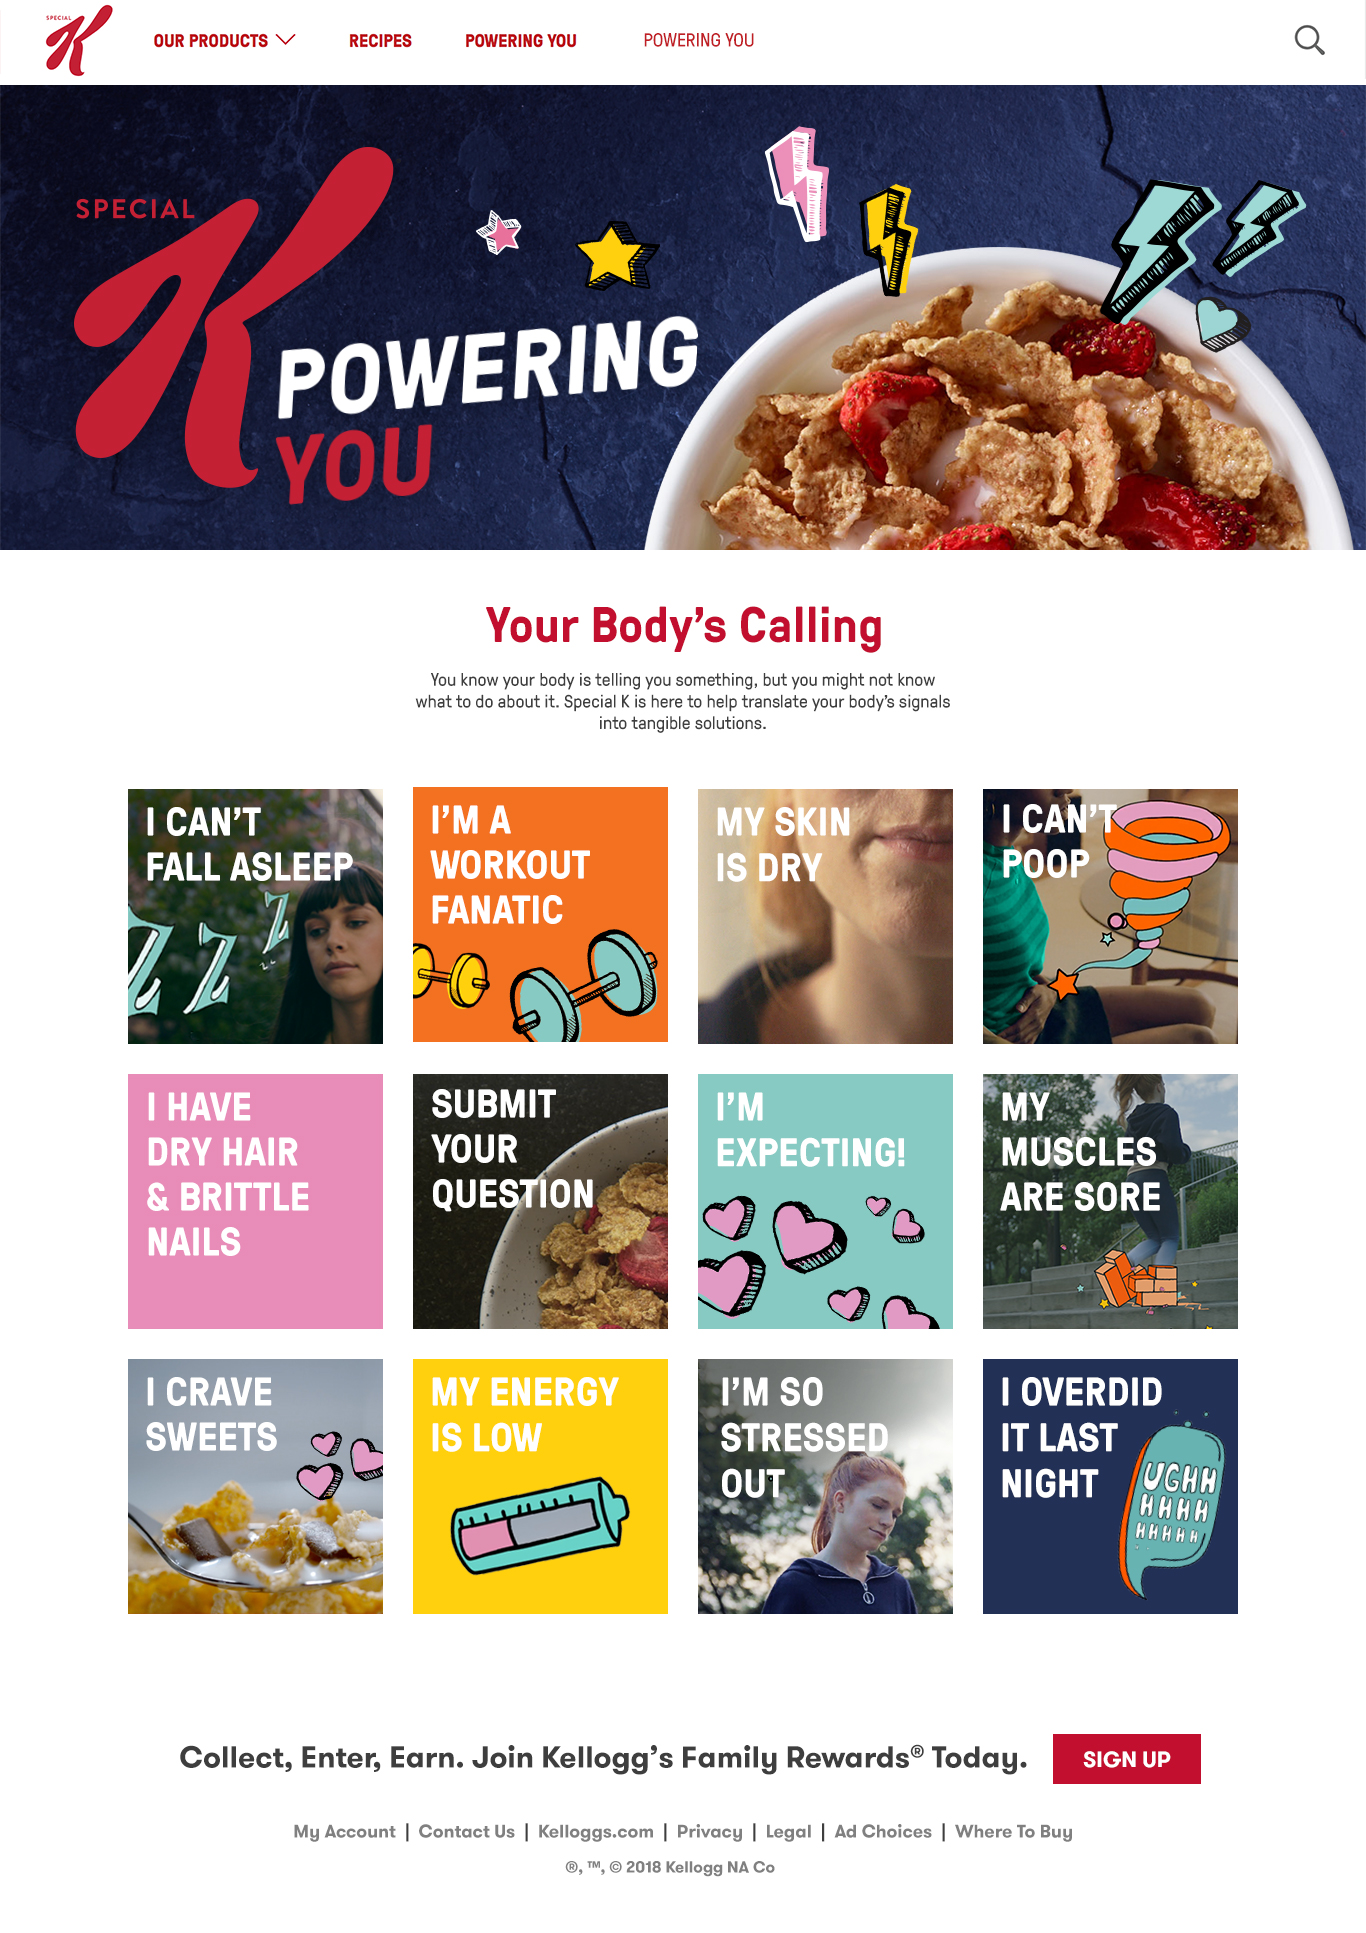 SPECIAL
K
OUR PRODUCTS
RECIPES
POWERING YOU
POWERING YOU
SPECIAL
K
POWERING
YOU
Your Body's Calling
You know your body is telling you something, but you might not know
what to do about it. Special K is here to help translate your body's signals
into tangible solutions.
I CAN'T
FALL ASLEEP
Z Z Z
z z
I'M A
WORKOUT
FANATIC
MY SKIN
IS DRY
I CAN'T
POOP
I HAVE
DRY HAIR
& BRITTLE
NAILS
SUBMIT
YOUR
QUESTION
I'M
EXPECTING!
MY
MUSCLES
ARE SORE
I CRAVE
SWEETS
MY ENERGY
IS LOW
I'M SO
STRESSED
OUT
I OVERDID
IT LAST
NIGHT
UGHH
HHHH
HHHHH
Collect, Enter, Earn. Join Kellogg's Family Rewards® Today.
SIGN UP
My Account | Contact Us | Kelloggs.com | Privacy | Legal | Ad Choices | Where To Buy
®, ™, © 2018 Kellogg NA Co